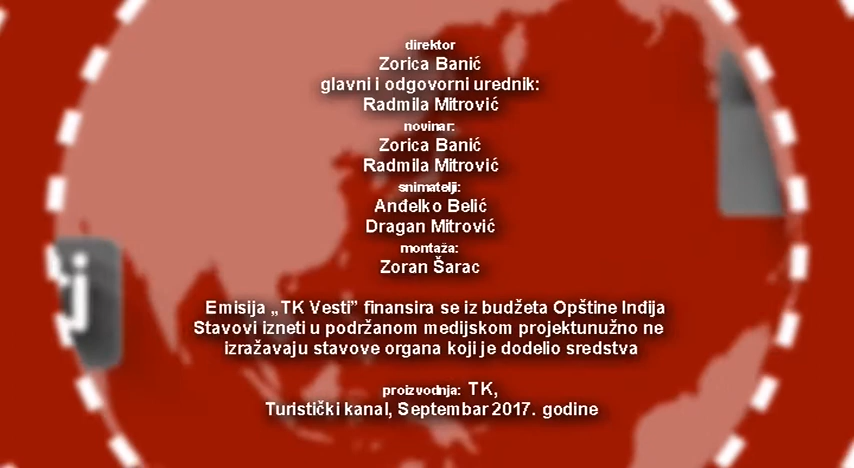 direktor
Zorica Banić
glavni i odgovorni urednik:
Radmila Mitrović
novinar:
Zorica Banić
Radmila Mitrović
snimatelji:
Anđelko Belić
Dragan Mitrović
montaža:
Zoran Šarac
Emisija „TK Vesti” finansira se iz budžeta Opštine Inđija
Stavovi izneti u podržanom medijskom projektunužno ne
izražavaju stavove organa koji je dodelio sredstva
proizvodnja: TK,
Turistički kanal, Septembar 2017. godine